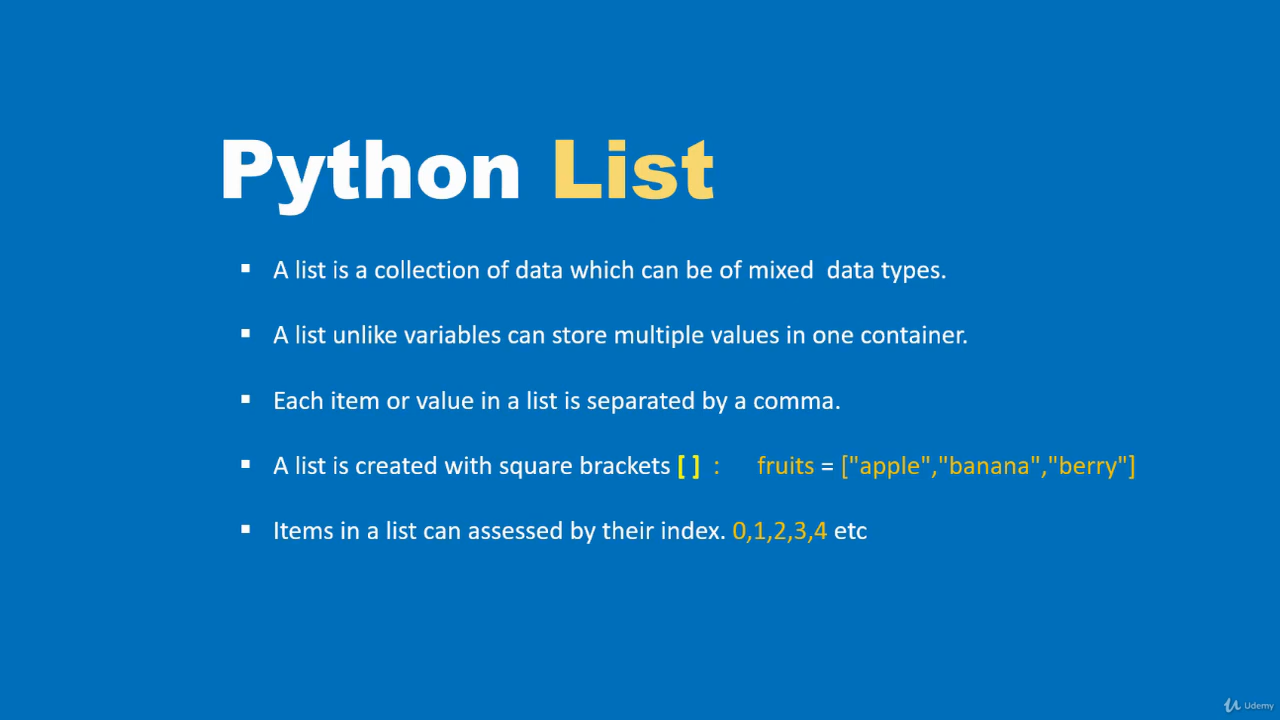 Python List
▪ A list is a collection of data which can be of mixed  data types.
▪ A list unlike variables can store multiple values in one container.
▪ Each item or value in a list is separated by a comma.
▪ A list is created with square brackets [ ] :     fruits = ["apple","banana","berry"]
▪ Items in a list can assessed by their index. 0,1,2,3,4 etc
Udemy